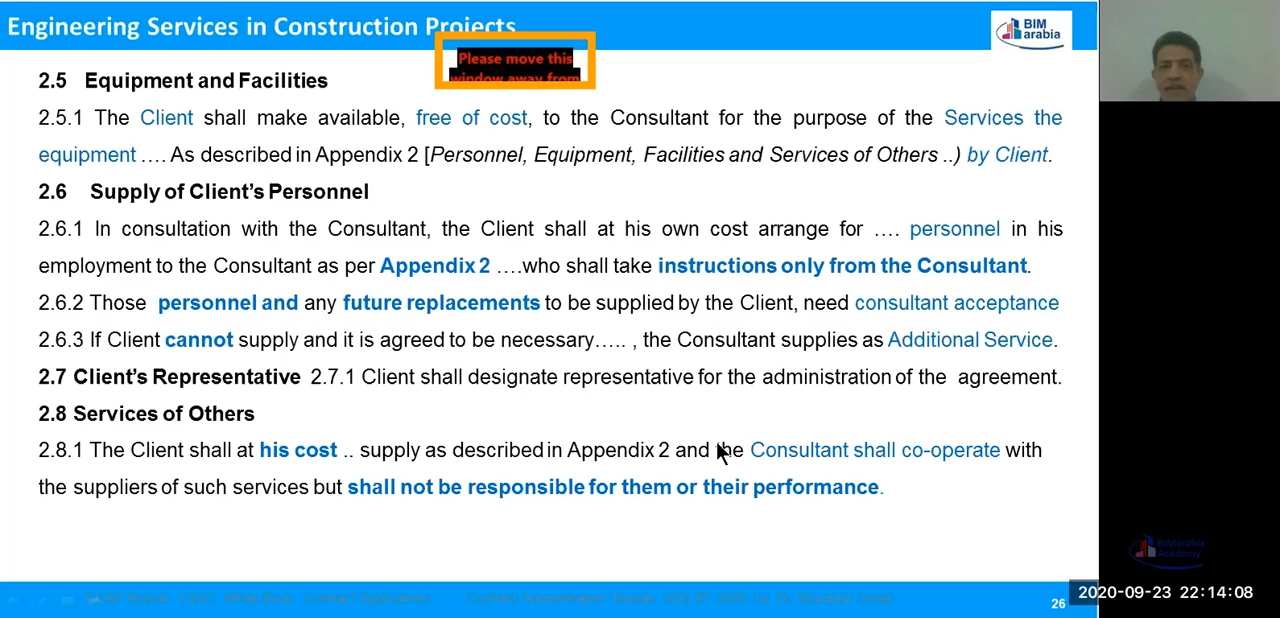 Engineering Services in Construction Projects
BIM
arabia
Please move this
window away from
2.5 Equipment and Facilities
2.5.1 The Client shall make available, free of cost, to the Consultant for the purpose of the Services the
equipment …. As described in Appendix 2 [Personnel, Equipment, Facilities and Services of Others ..) by Client.
2.6 Supply of Client’s Personnel
2.6.1 In consultation with the Consultant, the Client shall at his own cost arrange for …. personnel in his
employment to the Consultant as per Appendix 2 ….who shall take instructions only from the Consultant.
2.6.2 Those personnel and any future replacements to be supplied by the Client, need consultant acceptance
2.6.3 If Client cannot supply and it is agreed to be necessary….. , the Consultant supplies as Additional Service.
2.7 Client’s Representative 2.7.1 Client shall designate representative for the administration of the agreement.
2.8 Services of Others
2.8.1 The Client shall at his cost .. supply as described in Appendix 2 and the Consultant shall co-operate with
the suppliers of such services but shall not be responsible for them or their performance.
BIMarabia
Academy
2020-09-23 22:14:08
26